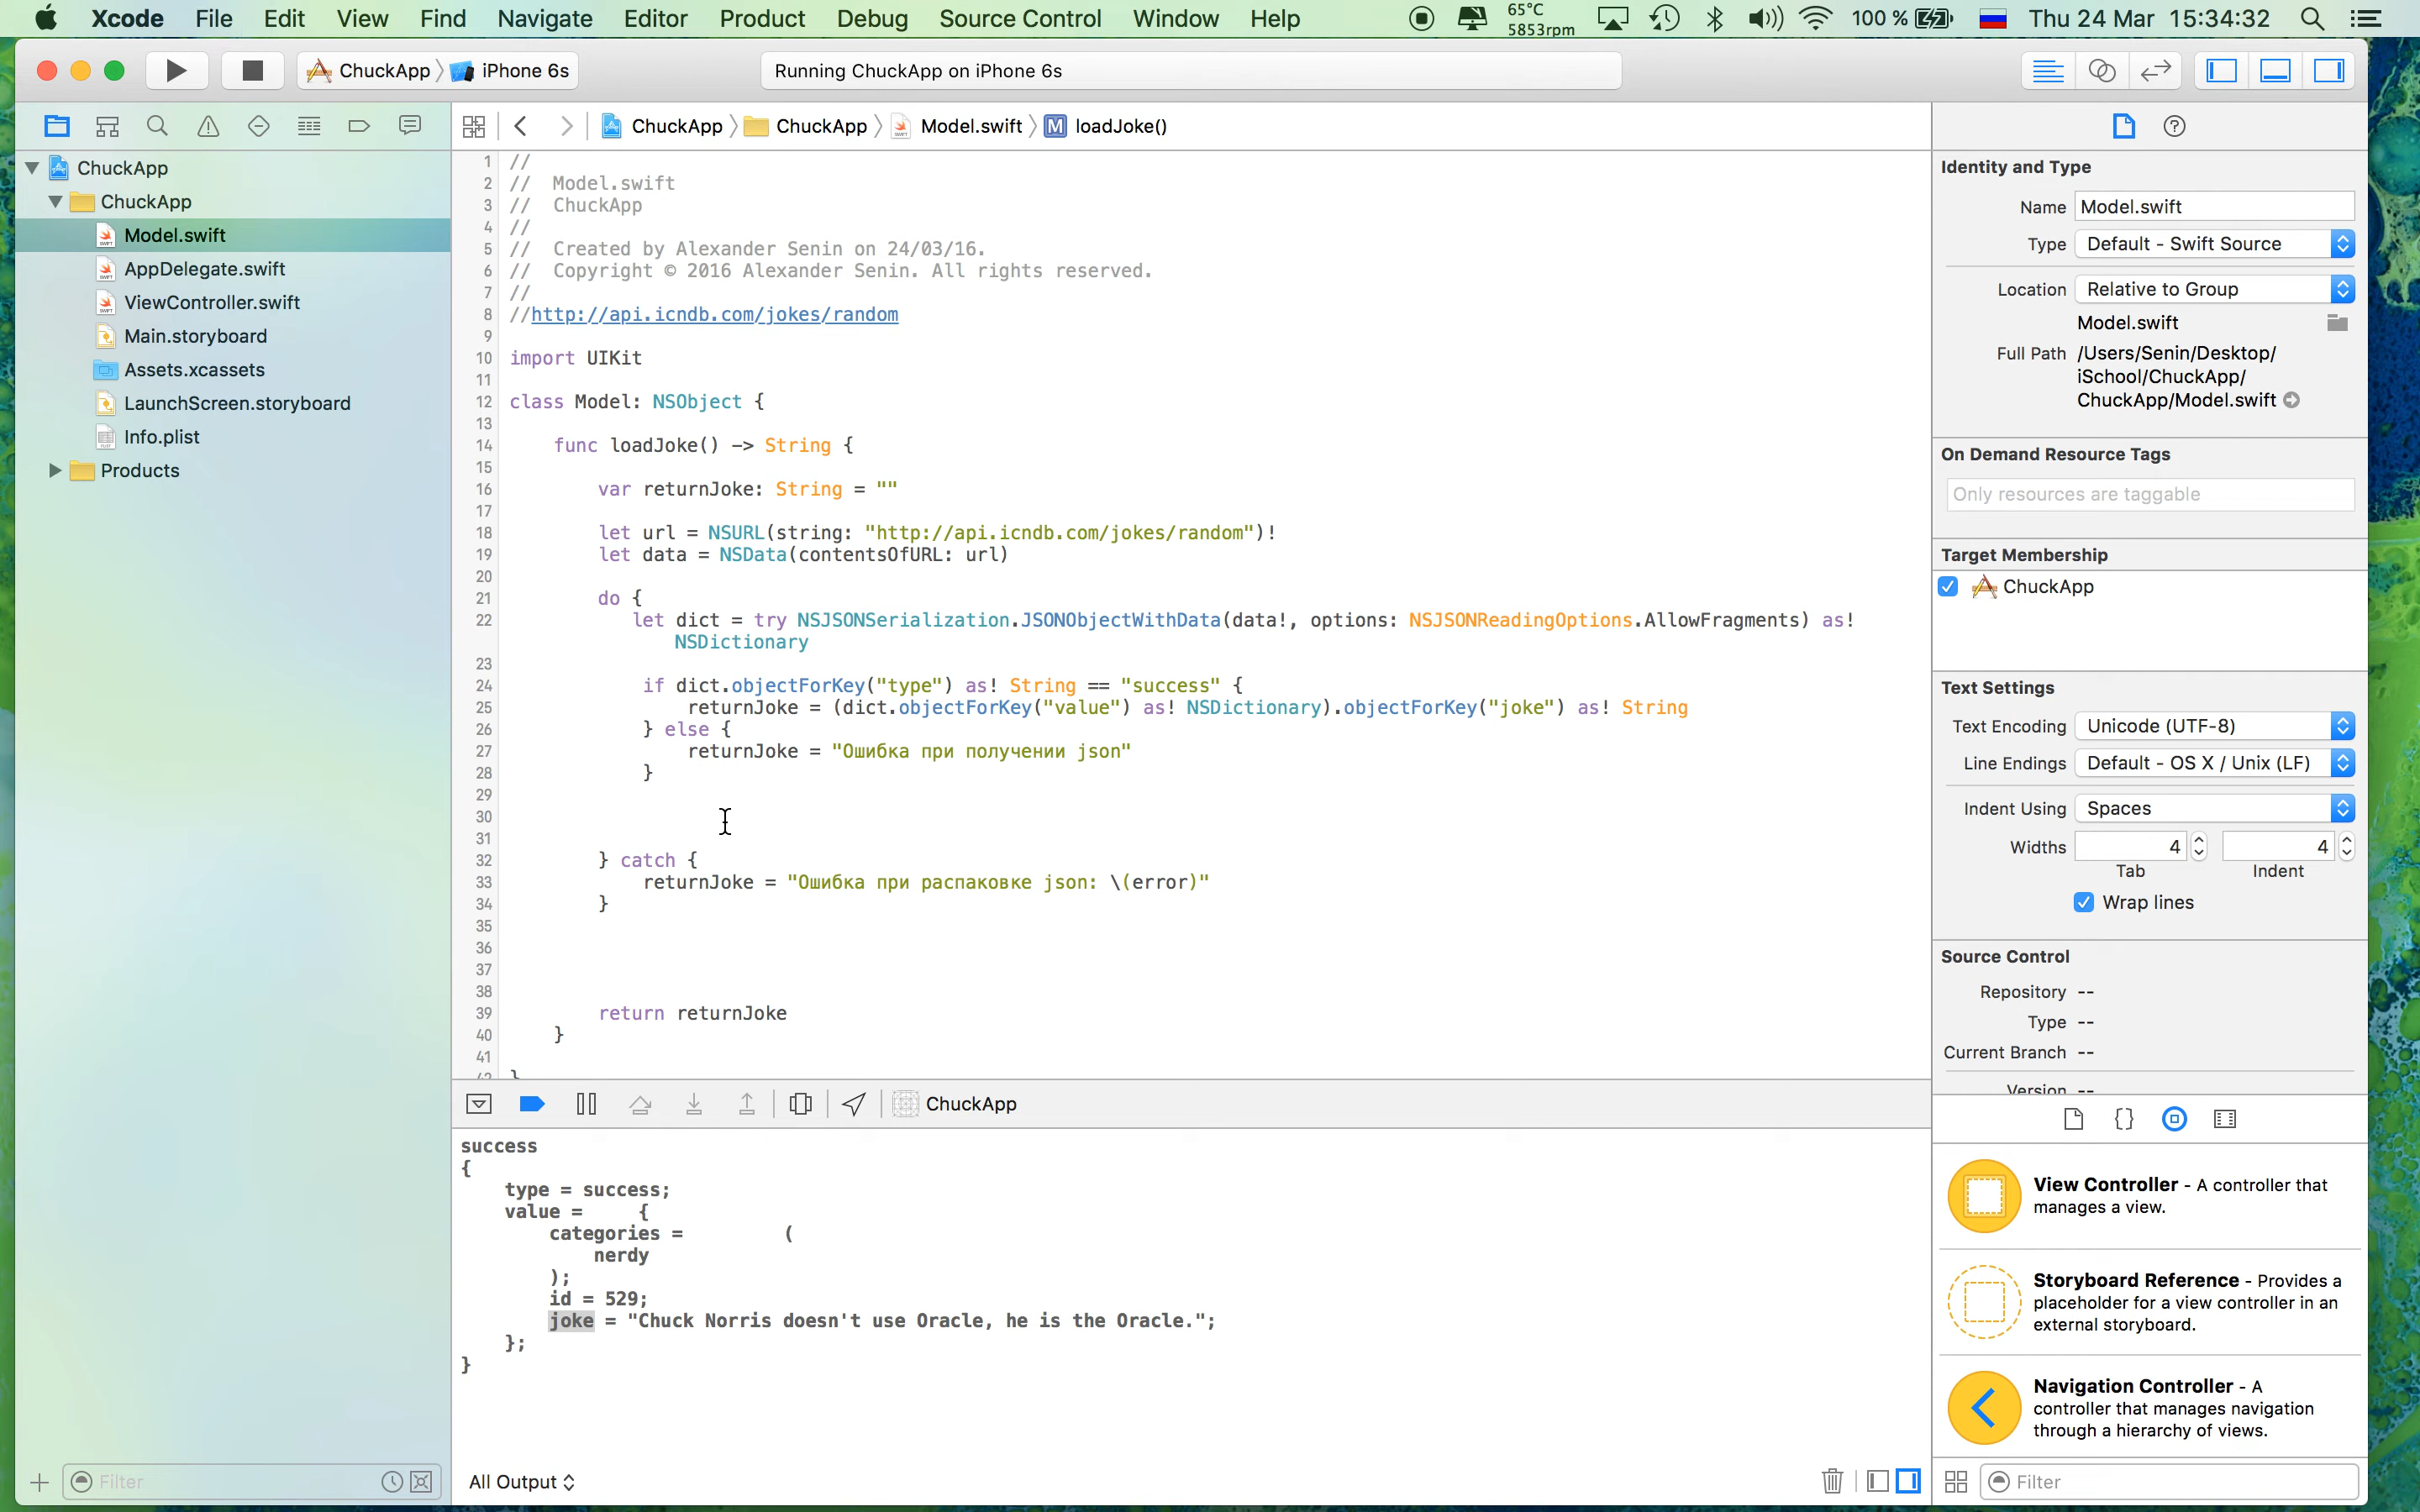 Xcode File Edit View Find Navigate Editor Product Debug Source Control Window Help 65°C 5853rpm 100 % Thu 24 Mar 15:34:32
ChuckApp iPhone 6s Running ChuckApp on iPhone 6s
ChuckApp ChuckApp Model.swift M loadJoke()
ChuckApp
ChuckApp
Model.swift
AppDelegate.swift
ViewController.swift
Main.storyboard
Assets.xcassets
LaunchScreen.storyboard
Info.plist
Products
Filter
1 //
2 // Model.swift
3 // ChuckApp
4 //
5 // Created by Alexander Senin on 24/03/16.
6 // Copyright © 2016 Alexander Senin. All rights reserved.
7 //
8 //http://api.icndb.com/jokes/random
9
10 import UIKit
11
12 class Model: NSObject {
13
14 func loadJoke() -> String {
15
16 var returnJoke: String = ""
17
18 let url = NSURL(string: "http://api.icndb.com/jokes/random")!
19 let data = NSData(contentsOfURL: url)
20
21 do {
22 let dict = try NSJSONSerialization.JSONObjectWithData(data!, options: NSJSONReadingOptions.AllowFragments) as!
NSDictionary
23
24 if dict.objectForKey("type") as! String == "success" {
25 returnJoke = (dict.objectForKey("value") as! NSDictionary).objectForKey("joke") as! String
26 } else {
27 returnJoke = "Ошибка при получении json"
28 }
29
30
31
32 } catch {
33 returnJoke = "Ошибка при распаковке json: \(error)"
34 }
35
36
37
38
39 return returnJoke
40 }
41
42 }
ChuckApp
success
{
type = success;
value = {
categories = (
nerdy
);
id = 529;
joke = "Chuck Norris doesn't use Oracle, he is the Oracle.";
};
}
All Output
Identity and Type
Name Model.swift
Type Default - Swift Source
Location Relative to Group
Model.swift
Full Path /Users/Senin/Desktop/
iSchool/ChuckApp/
ChuckApp/Model.swift
On Demand Resource Tags
Only resources are taggable
Target Membership
ChuckApp
Text Settings
Text Encoding Unicode (UTF-8)
Line Endings Default - OS X / Unix (LF)
Indent Using Spaces
Widths 4 4
Tab Indent
Wrap lines
Source Control
Repository --
Type --
Current Branch --
Version --
{}
View Controller - A controller that
manages a view.
Storyboard Reference - Provides a
placeholder for a view controller in an
external storyboard.
Navigation Controller - A
controller that manages navigation
through a hierarchy of views.
Filter